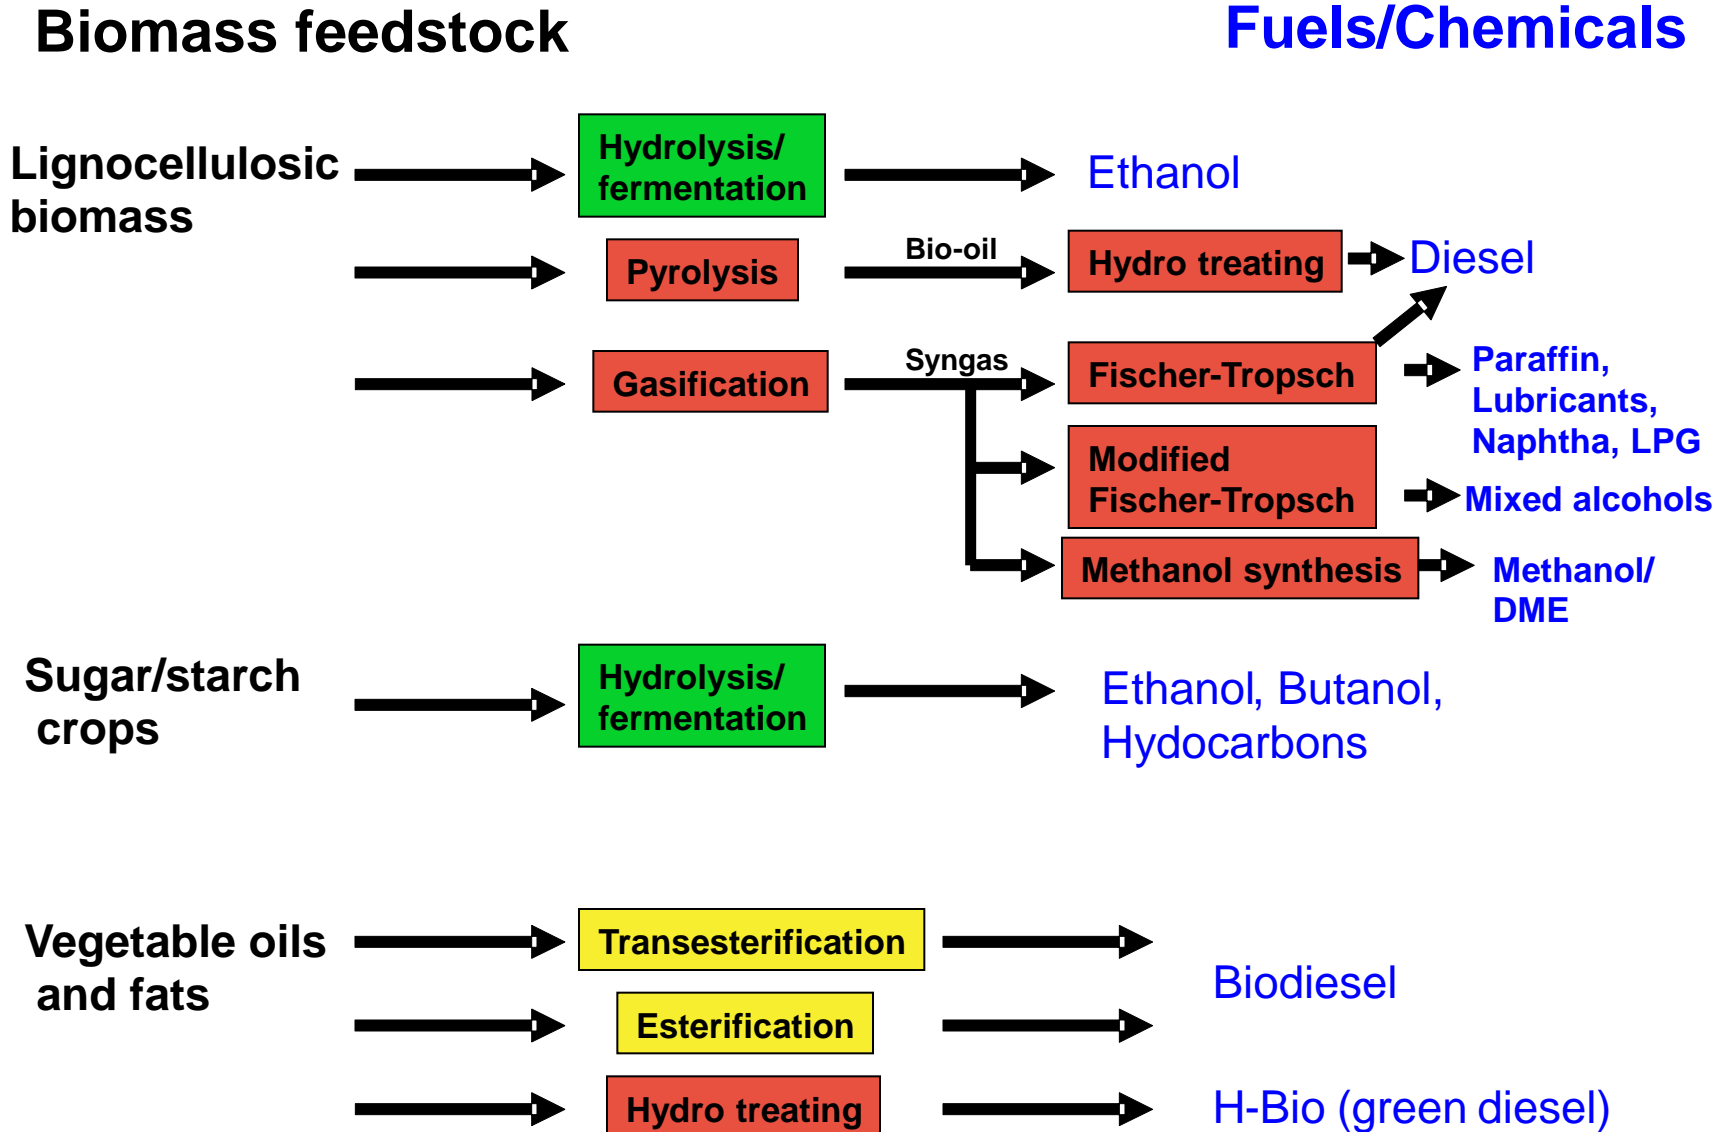 Biomass feedstock
Fuels/Chemicals
Lignocellulosic
biomass
Hydrolysis/
fermentation
Ethanol
Pyrolysis
Bio-oil
Hydro treating
Diesel
Gasification
Syngas
Fischer-Tropsch
Paraffin,
Lubricants,
Naphtha, LPG
Modified
Fischer-Tropsch
Mixed alcohols
Methanol synthesis
Methanol/
DME
Sugar/starch
crops
Hydrolysis/
fermentation
Ethanol, Butanol,
Hydocarbons
Vegetable oils
and fats
Transesterification
Esterification
Biodiesel
Hydro treating
H-Bio (green diesel)